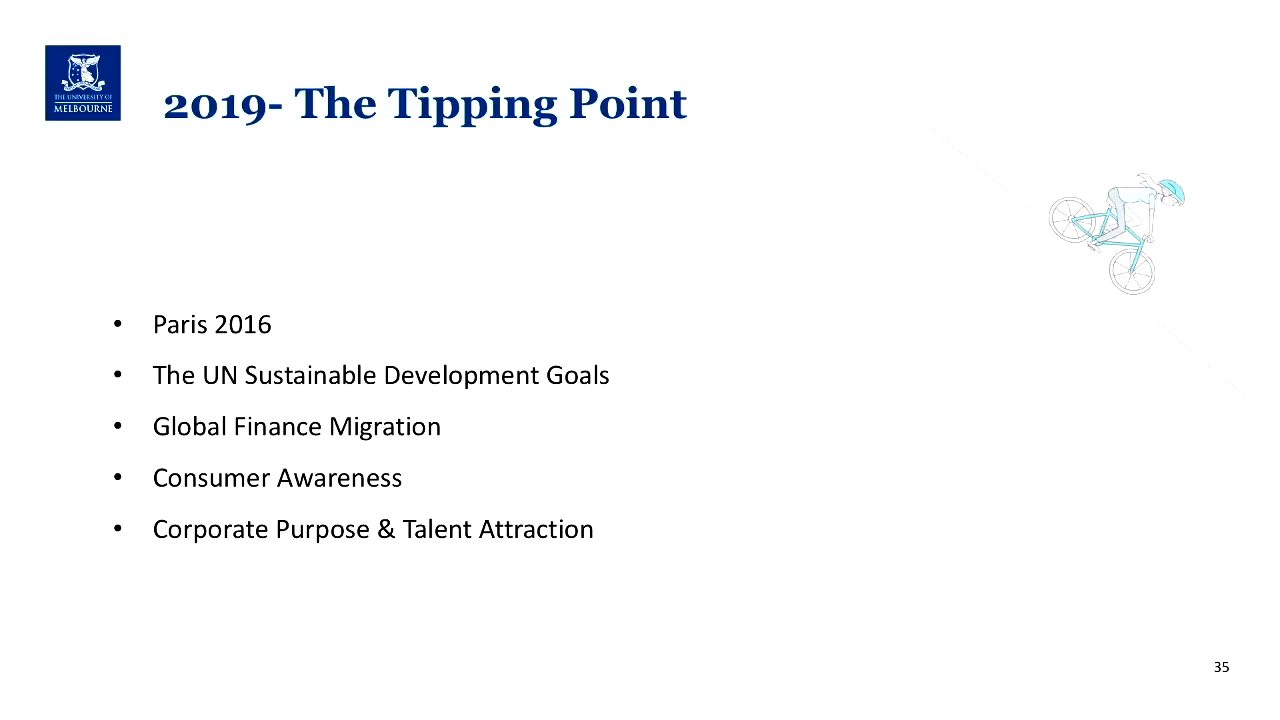 THE UNIVERSITY OF
MELBOURNE
2019- The Tipping Point
• Paris 2016
• The UN Sustainable Development Goals
• Global Finance Migration
• Consumer Awareness
• Corporate Purpose & Talent Attraction
35